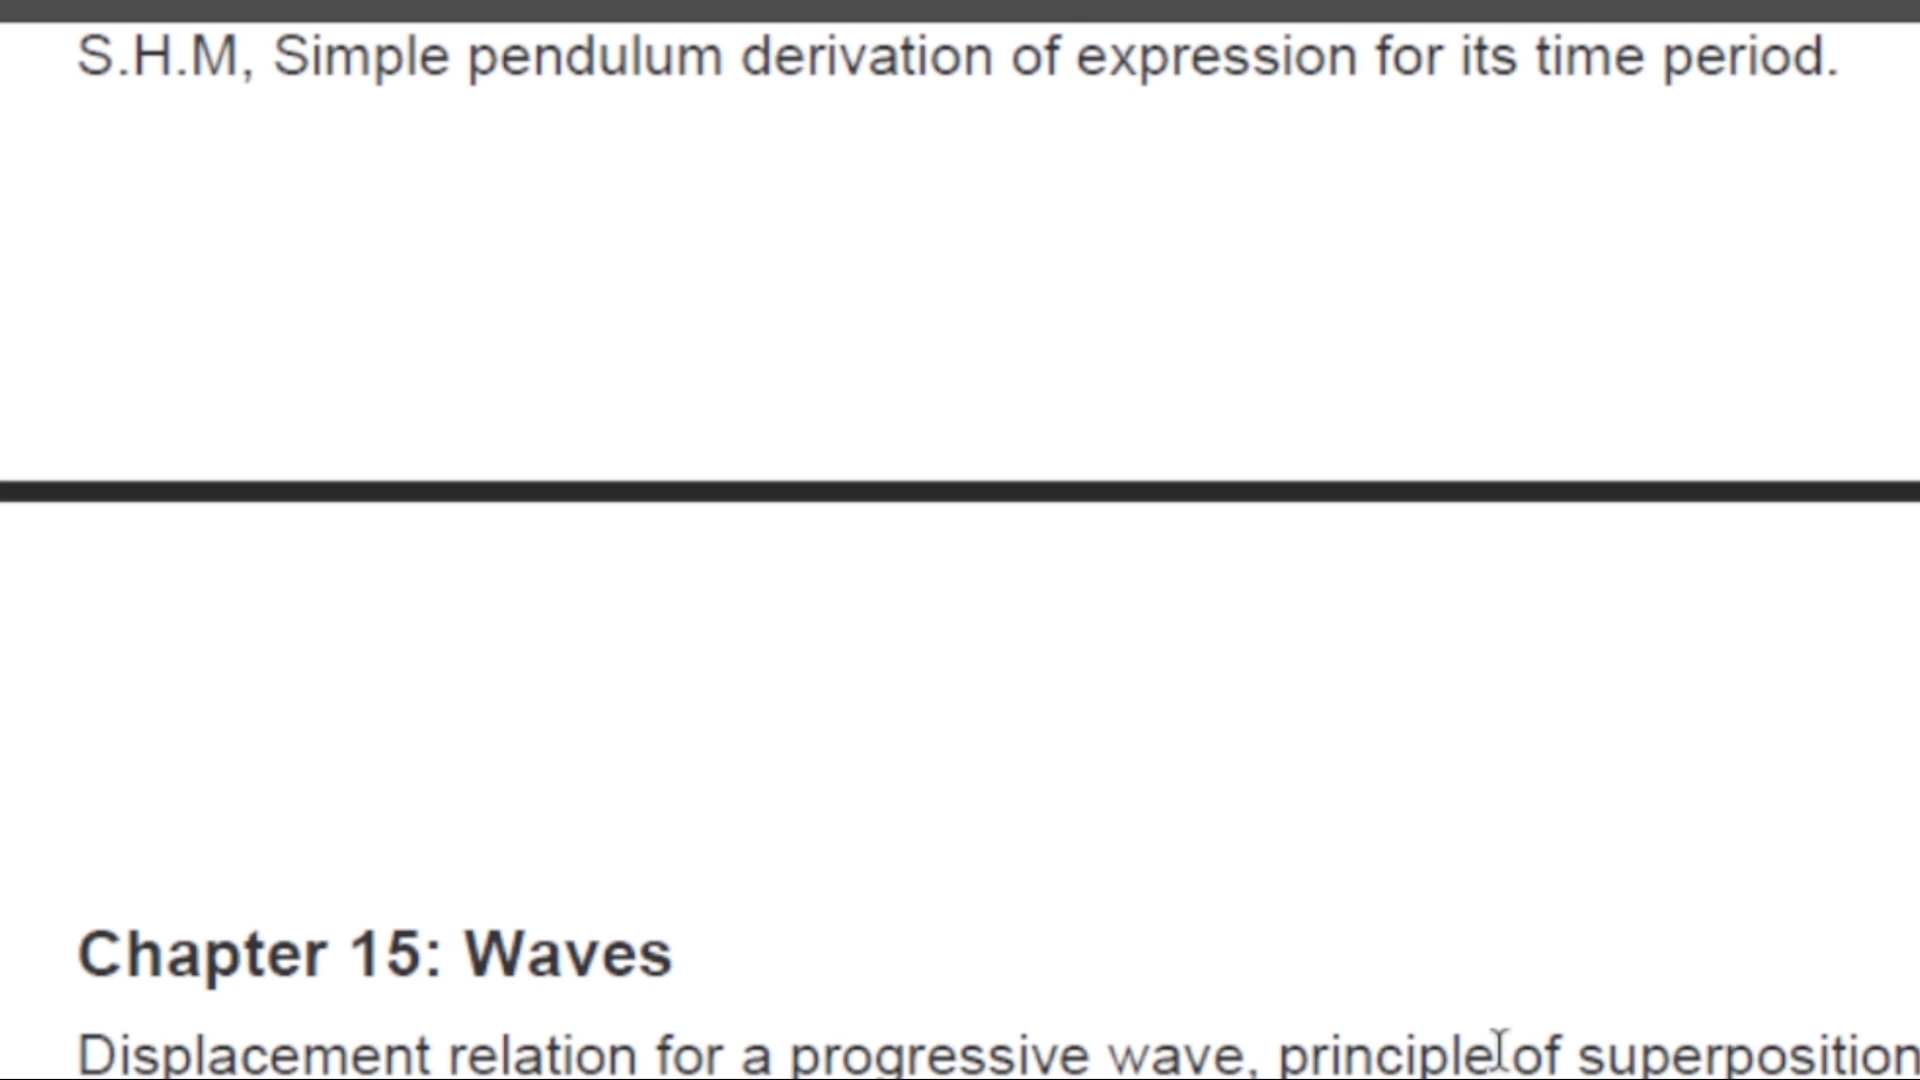 S.H.M, Simple pendulum derivation of expression for its time period.
Chapter 15: Waves
Displacement relation for a progressive wave, principle of superposition